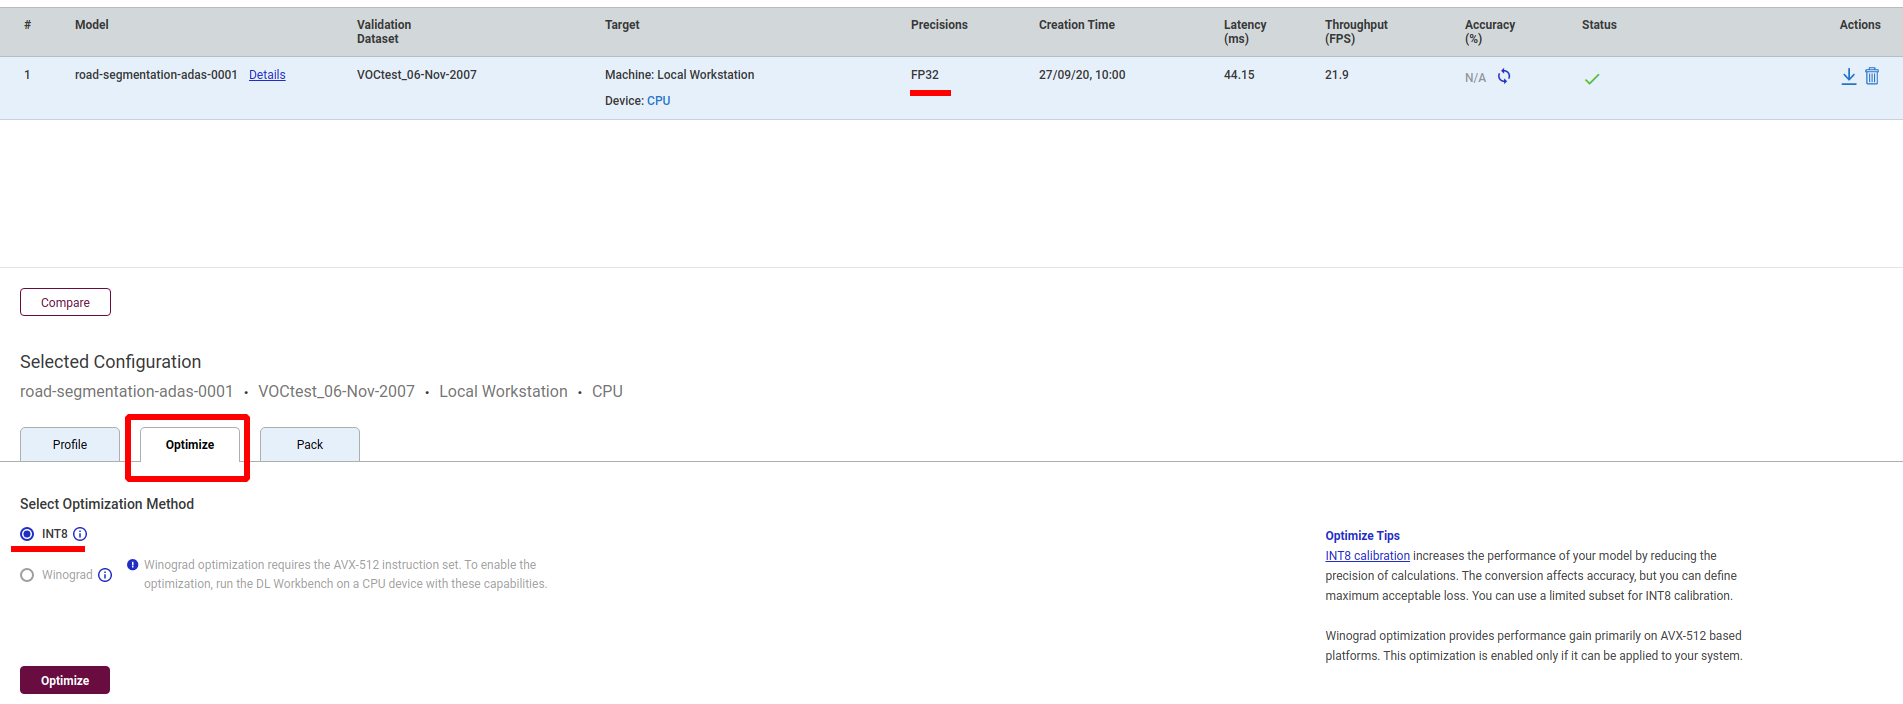 # Model Validation Dataset Target Precisions Creation Time Latency (ms) Throughput (FPS) Accuracy (%) Status Actions
1 road-segmentation-adas-0001 Details VOCtest_06-Nov-2007 Machine: Local Workstation FP32 27/09/20, 10:00 44.15 21.9 N/A
Device: CPU
Compare
Selected Configuration
road-segmentation-adas-0001 • VOCtest_06-Nov-2007 • Local Workstation • CPU
Profile Optimize Pack
Select Optimization Method
INT8
Winograd
Winograd optimization requires the AVX-512 instruction set. To enable the
optimization, run the DL Workbench on a CPU device with these capabilities.
Optimize
Optimize Tips
INT8 calibration increases the performance of your model by reducing the
precision of calculations. The conversion affects accuracy, but you can define
maximum acceptable loss. You can use a limited subset for INT8 calibration.
Winograd optimization provides performance gain primarily on AVX-512 based
platforms. This optimization is enabled only if it can be applied to your system.